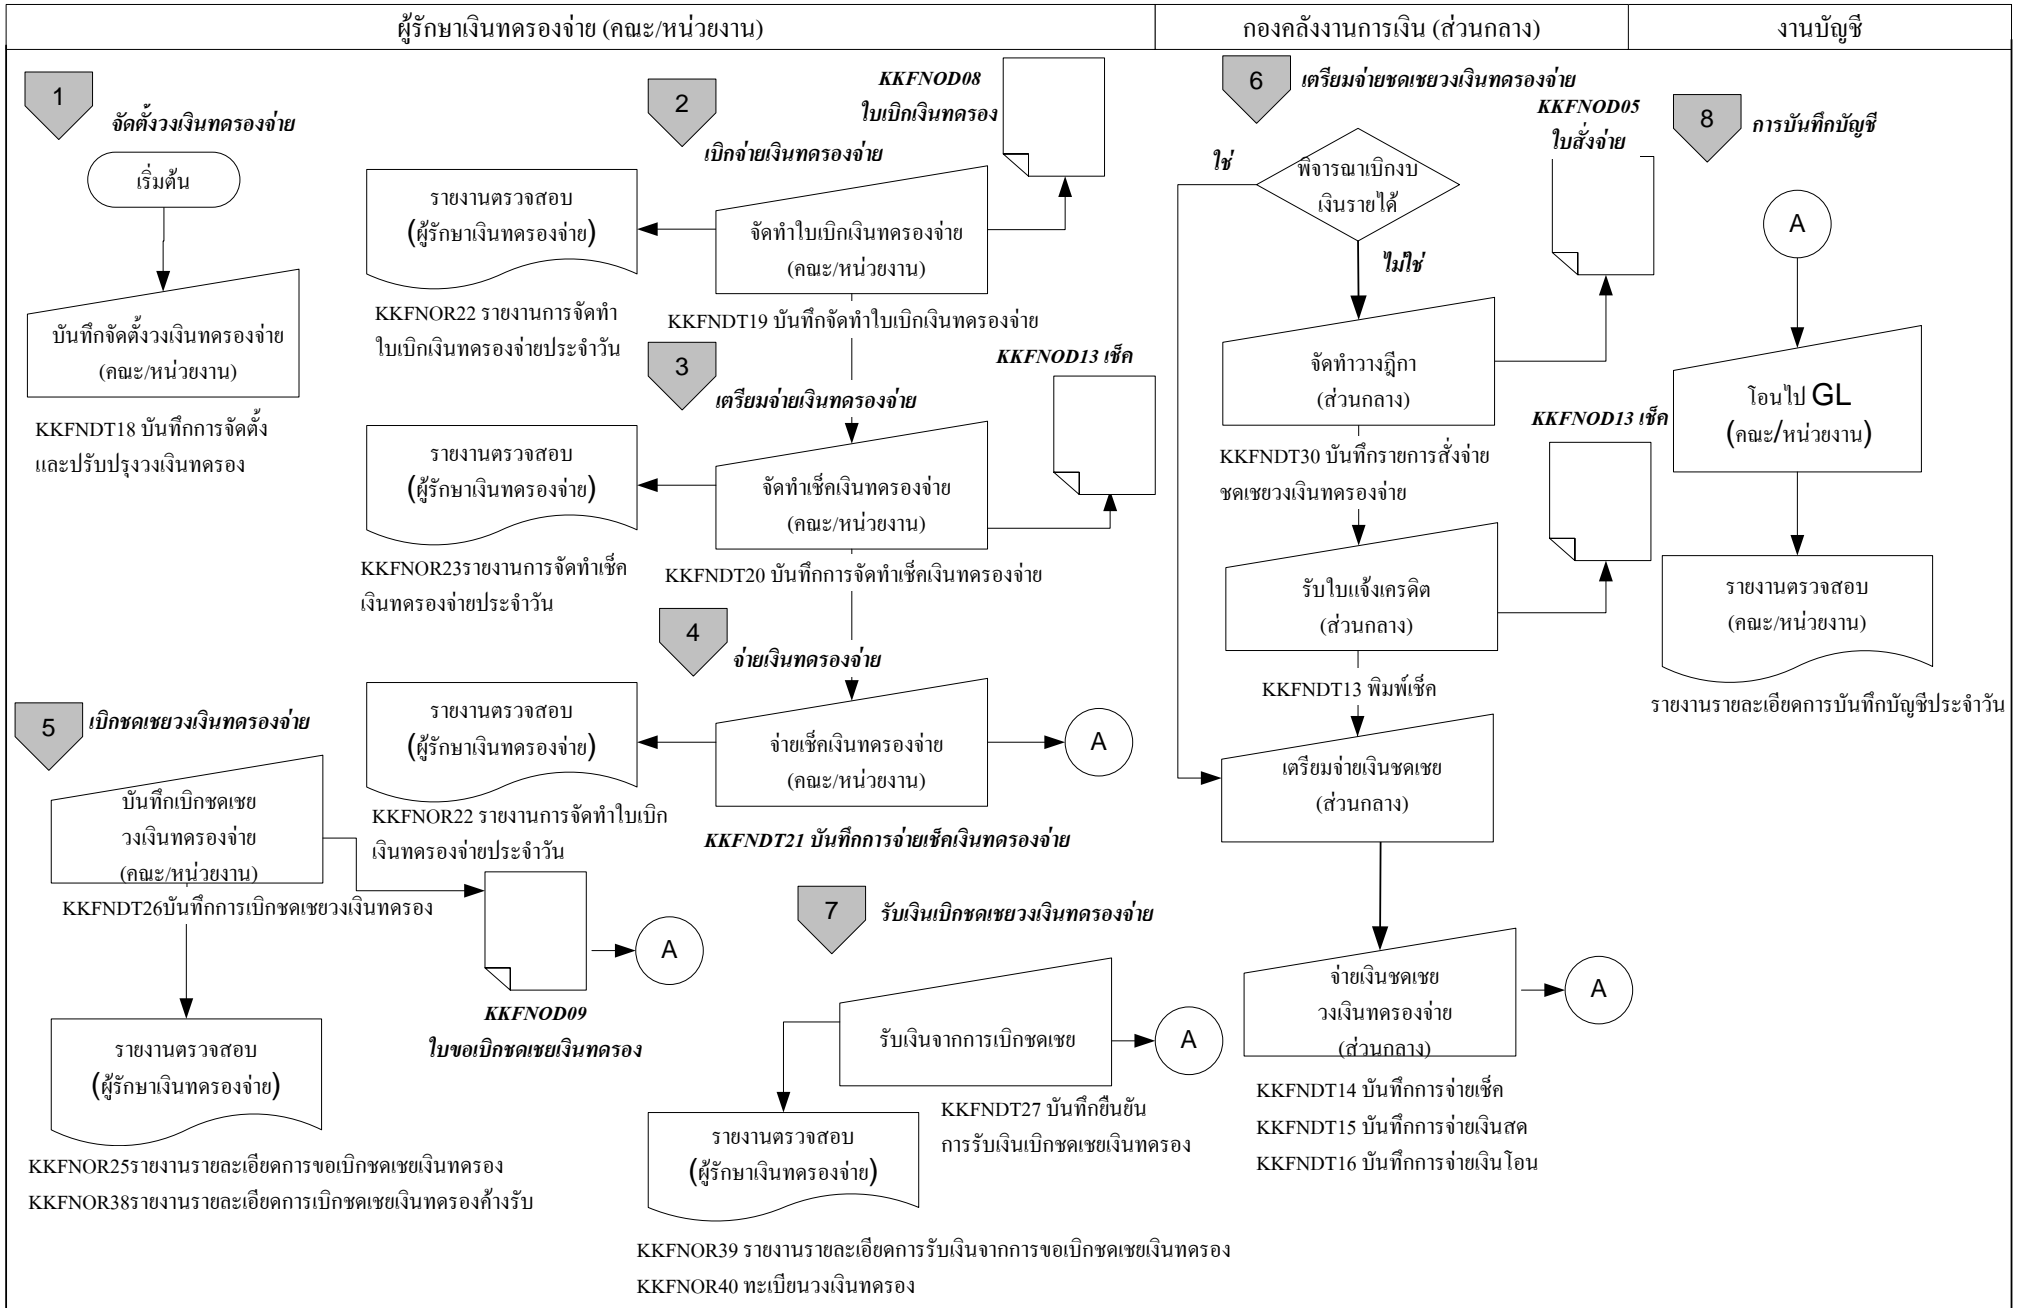 ผู้รักษาเงินทดรองจ่าย (คณะ/หน่วยงาน)
กองคลังงานการเงิน (ส่วนกลาง)
งานบัญชี
1
จัดตั้งวงเงินทดรองจ่าย
เริ่มต้น
บันทึกจัดตั้งวงเงินทดรองจ่าย
(คณะ/หน่วยงาน)
KKFNDT18 บันทึกการจัดตั้ง
และปรับปรุงวงเงินทดรอง
2
เบิกจ่ายเงินทดรองจ่าย
KKFNOD08
ใบเบิกเงินทดรอง
รายงานตรวจสอบ
(ผู้รักษาเงินทดรองจ่าย)
จัดทำใบเบิกเงินทดรองจ่าย
(คณะ/หน่วยงาน)
KKFNOR22 รายงานการจัดทำ
ใบเบิกเงินทดรองจ่ายประจำวัน
KKFNDT19 บันทึกจัดทำใบเบิกเงินทดรองจ่าย
3
เตรียมจ่ายเงินทดรองจ่าย
KKFNOD13 เช็ค
รายงานตรวจสอบ
(ผู้รักษาเงินทดรองจ่าย)
จัดทำเช็คเงินทดรองจ่าย
(คณะ/หน่วยงาน)
KKFNOR23รายงานการจัดทำเช็ค
เงินทดรองจ่ายประจำวัน
KKFNDT20 บันทึกการจัดทำเช็คเงินทดรองจ่าย
4
จ่ายเงินทดรองจ่าย
รายงานตรวจสอบ
(ผู้รักษาเงินทดรองจ่าย)
จ่ายเช็คเงินทดรองจ่าย
(คณะ/หน่วยงาน)
A
KKFNOR22 รายงานการจัดทำใบเบิก
เงินทดรองจ่ายประจำวัน
KKFNDT21 บันทึกการจ่ายเช็คเงินทดรองจ่าย
5
เบิกชดเชยวงเงินทดรองจ่าย
บันทึกเบิกชดเชย
วงเงินทดรองจ่าย
(คณะ/หน่วยงาน)
KKFNDT26บันทึกการเบิกชดเชยวงเงินทดรอง
A
KKFNOD09
ใบขอเบิกชดเชยเงินทดรอง
รายงานตรวจสอบ
(ผู้รักษาเงินทดรองจ่าย)
KKFNOR25รายงานรายละเอียดการขอเบิกชดเชยเงินทดรอง
KKFNOR38รายงานรายละเอียดการเบิกชดเชยเงินทดรองค้างรับ
7
รับเงินเบิกชดเชยวงเงินทดรองจ่าย
รับเงินจากการเบิกชดเชย
A
KKFNDT27 บันทึกยืนยัน
การรับเงินเบิกชดเชยเงินทดรอง
รายงานตรวจสอบ
(ผู้รักษาเงินทดรองจ่าย)
KKFNOR39 รายงานรายละเอียดการรับเงินจากการขอเบิกชดเชยเงินทดรอง
KKFNOR40 ทะเบียนวงเงินทดรอง
6
เตรียมจ่ายชดเชยวงเงินทดรองจ่าย
KKFNOD05
ใบสั่งจ่าย
ใช่
พิจารณาเบิกงบ
เงินรายได้
ไม่ใช่
จัดทำวางฎีกา
(ส่วนกลาง)
KKFNDT30 บันทึกรายการสั่งจ่าย
ชดเชยวงเงินทดรองจ่าย
KKFNOD13 เช็ค
รับใบแจ้งเครดิต
(ส่วนกลาง)
KKFNDT13 พิมพ์เช็ค
เตรียมจ่ายเงินชดเชย
(ส่วนกลาง)
จ่ายเงินชดเชย
วงเงินทดรองจ่าย
(ส่วนกลาง)
A
KKFNDT14 บันทึกการจ่ายเช็ค
KKFNDT15 บันทึกการจ่ายเงินสด
KKFNDT16 บันทึกการจ่ายเงินโอน
8
การบันทึกบัญชี
A
โอนไป GL
(คณะ/หน่วยงาน)
รายงานตรวจสอบ
(คณะ/หน่วยงาน)
รายงานรายละเอียดการบันทึกบัญชีประจำวัน